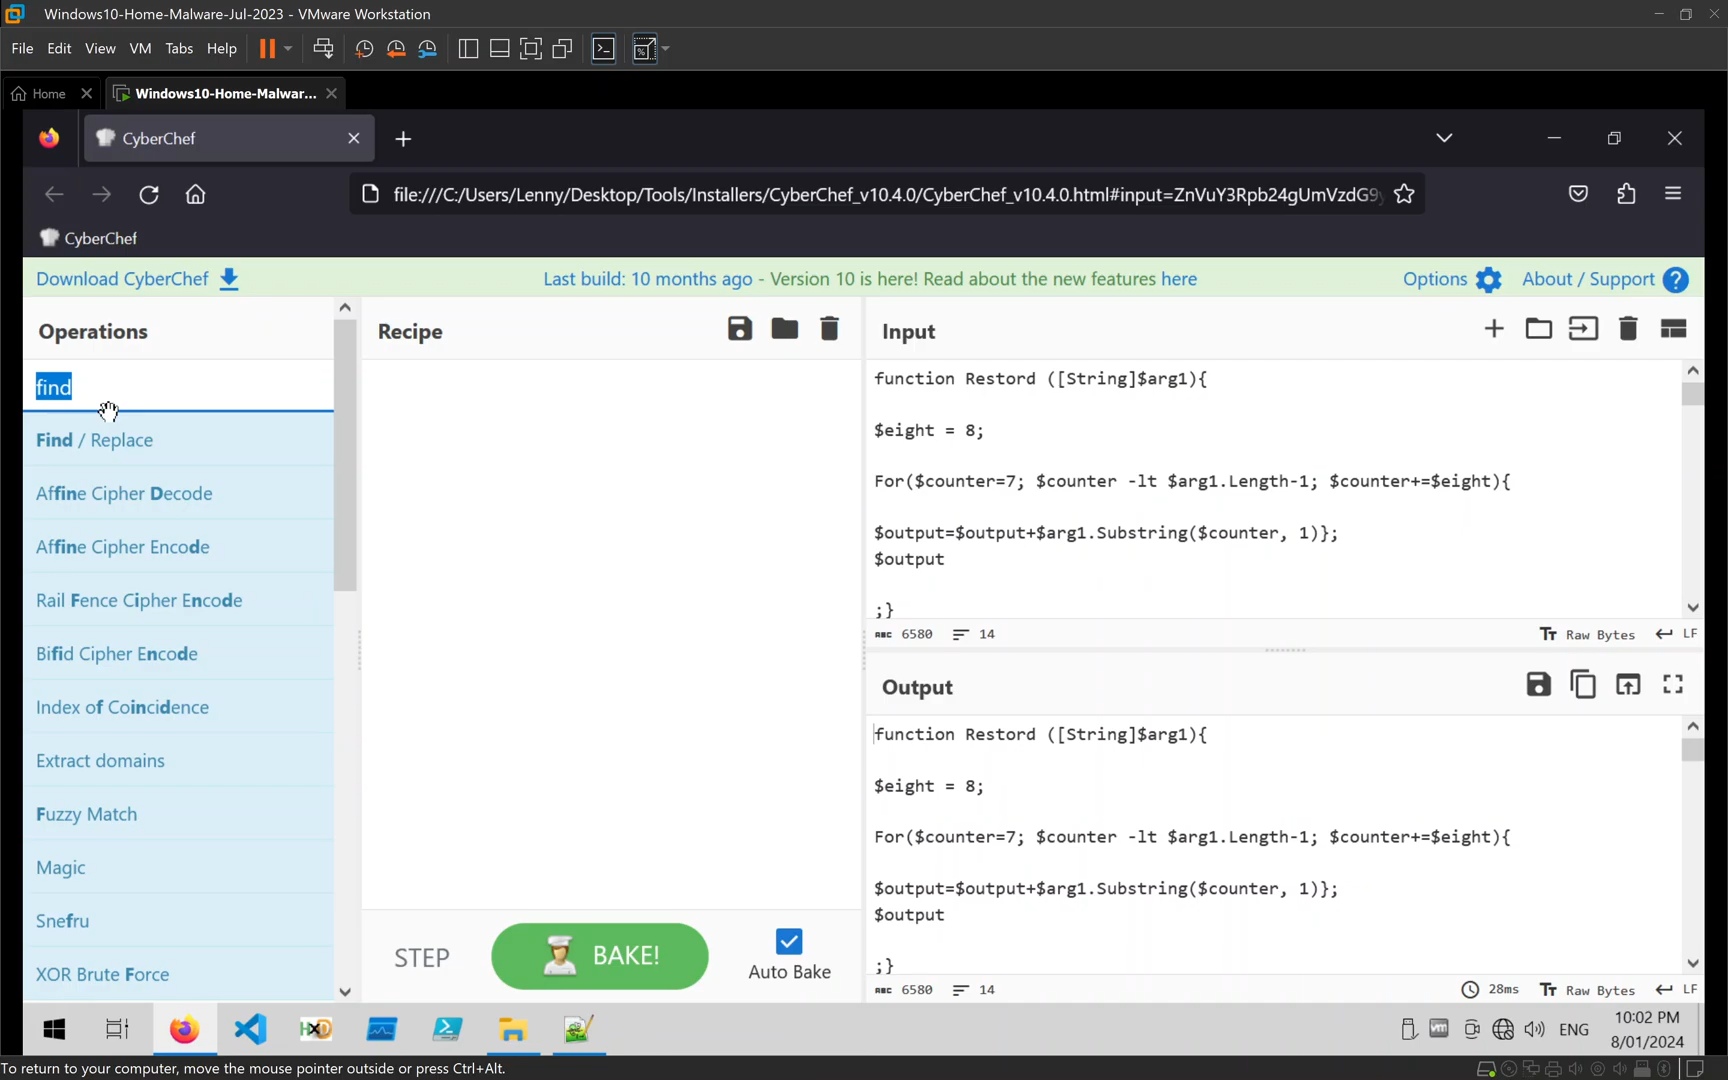 Windows10-Home-Malware-Jul-2023 - VMware Workstation
File Edit View VM Tabs Help
Home
Windows10-Home-Malwar...
CyberChef
file:///C:/Users/Lenny/Desktop/Tools/Installers/CyberChef_v10.4.0/CyberChef_v10.4.0.html#input=ZnVuY3Rpb24gUmVzdG9y
CyberChef
Download CyberChef
Last build: 10 months ago - Version 10 is here! Read about the new features here
Options
About / Support
Operations
find
Find / Replace
Affine Cipher Decode
Affine Cipher Encode
Rail Fence Cipher Encode
Bifid Cipher Encode
Index of Coincidence
Extract domains
Fuzzy Match
Magic
Snefru
XOR Brute Force
Recipe
STEP
BAKE!
Auto Bake
Input
function Restord ([String]$arg1){
$eight = 8;
For($counter=7; $counter -lt $arg1.Length-1; $counter+=$eight){
$output=$output+$arg1.Substring($counter, 1)};
$output
;}
ABC 6580 14
Tr Raw Bytes LF
Output
function Restord ([String]$arg1){
$eight = 8;
For($counter=7; $counter -lt $arg1.Length-1; $counter+=$eight){
$output=$output+$arg1.Substring($counter, 1)};
$output
;}
ABC 6580 14
28ms Tr Raw Bytes LF
ENG
10:02 PM
8/01/2024
To return to your computer, move the mouse pointer outside or press Ctrl+Alt.